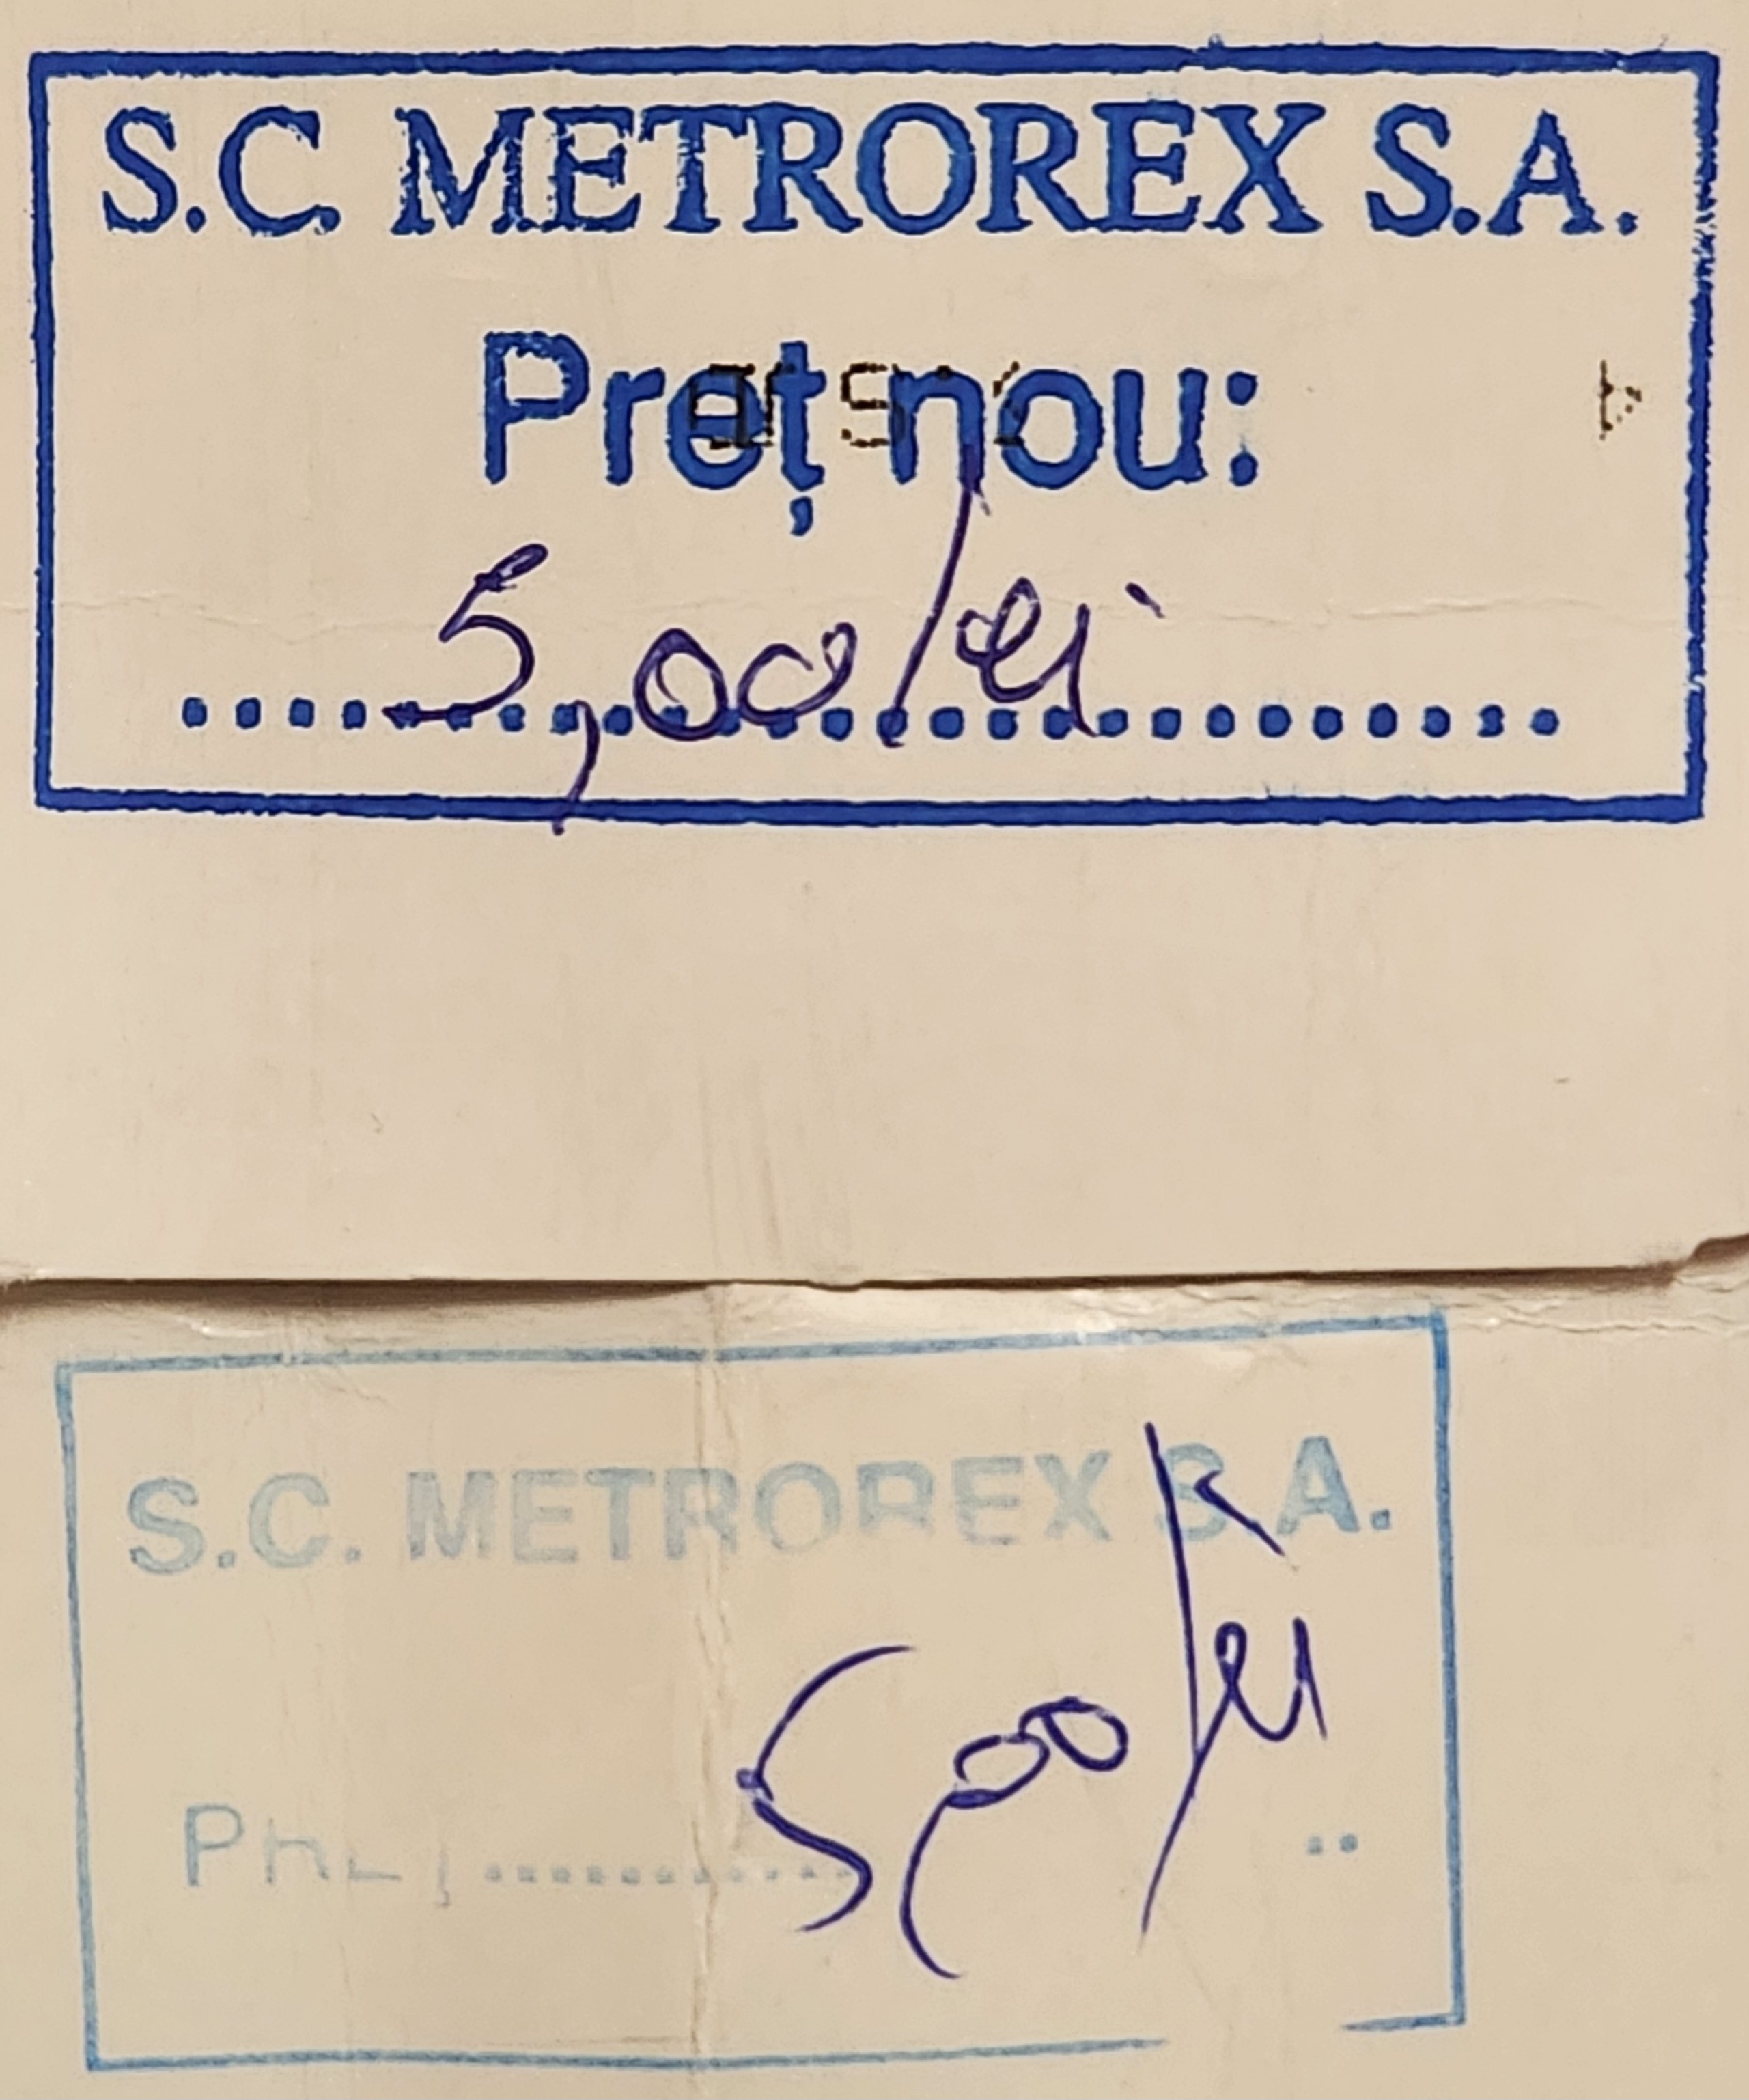 S.C. METROREX S.A.
Preț nou:
5,00/lei
S.C. METROREX S.A.
5,00/lei